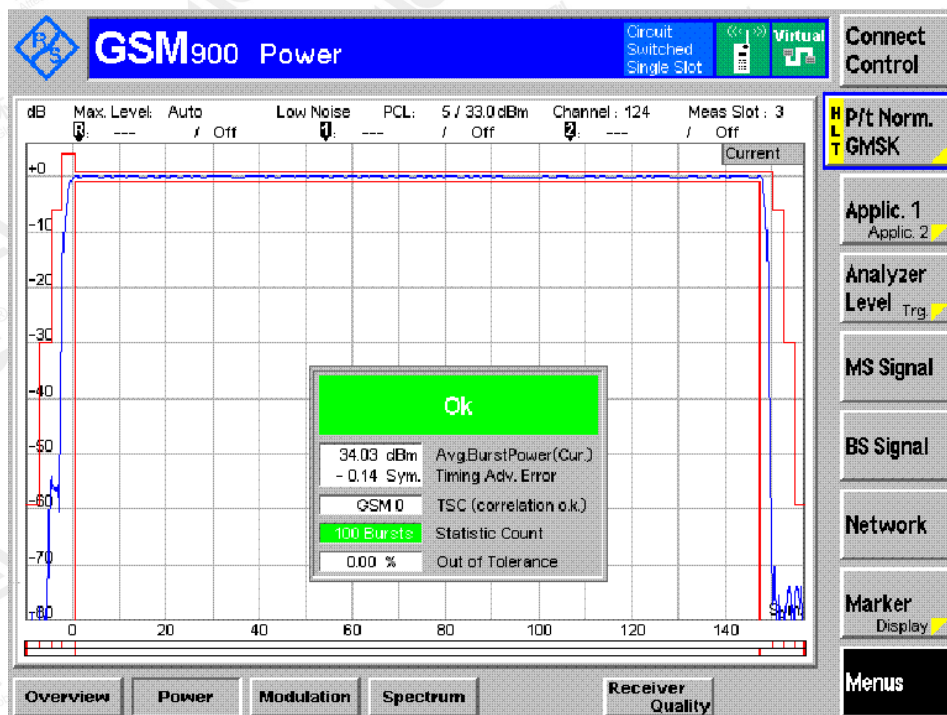 R/S
GSM900 Power
Circuit
Switched
Single Slot
Virtual
Connect
Control
dB Max. Level: Auto Low Noise PCL: 5 / 33.0 dBm Channel : 124 Meas Slot : 3
R: --- / Off 1: --- / Off 2: --- / Off
Current
HLT
P/t Norm.
GMSK
Applic. 1
Applic. 2
Analyzer
Level Trg.
MS Signal
BS Signal
Network
Marker
Display
Menus
+0
-10
-20
-30
-40
-50
-60
-70
-80
Ok
34.03 dBm Avg.BurstPower(Cur.)
- 0.14 Sym. Timing Adv. Error
GSM 0 TSC (correlation o.k.)
100 Bursts Statistic Count
0.00 % Out of Tolerance
0 20 40 60 80 100 120 140
Overview Power Modulation Spectrum
Receiver
Quality